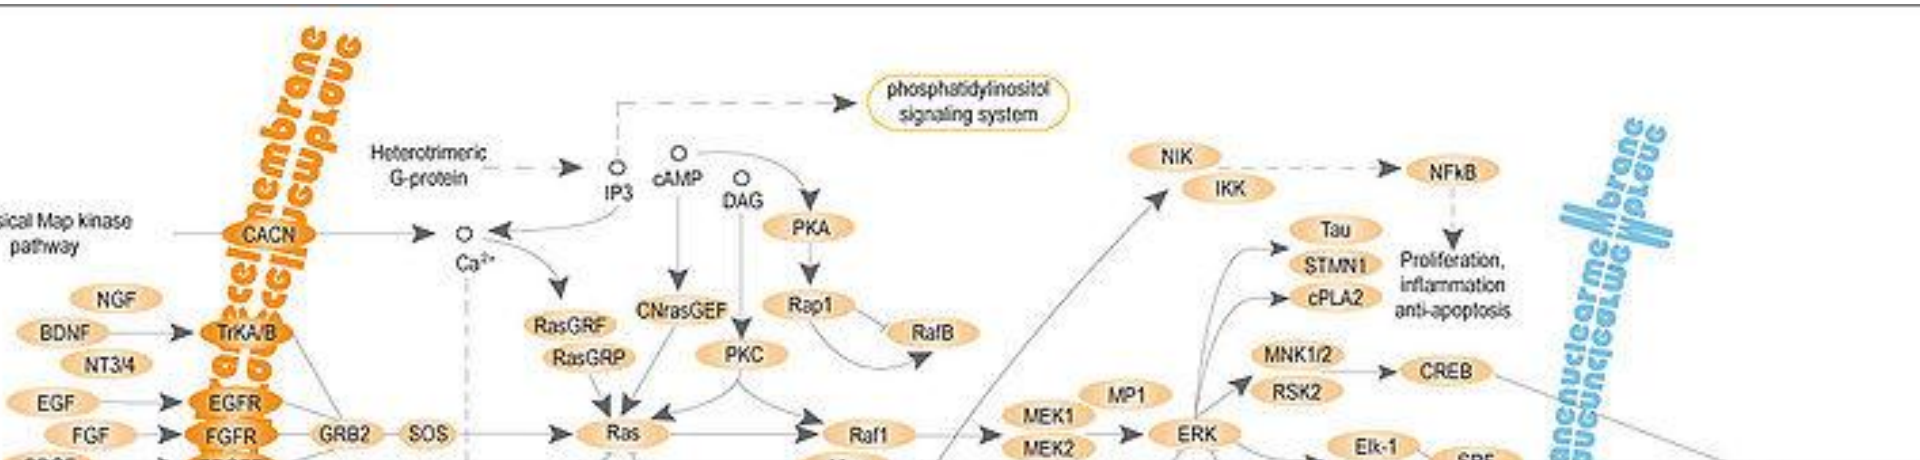 cell membrane
phosphatidylinositol
signaling system
Heterotrimeric
G-protein
IP3
cAMP
DAG
NIK
IKK
NFkB
sical Map kinase
pathway
CACN
Ca2+
PKA
Tau
STMN1
cPLA2
Proliferation,
inflammation
anti-apoptosis
NGF
BDNF
TrKA/B
NT3/4
RasGRF
RasGRP
CNrasGEF
PKC
Rap1
RafB
MNK1/2
RSK2
CREB
EGF
EGFR
FGF
FGFR
GRB2
SOS
Ras
Raf1
MP1
MEK1
MEK2
ERK
Elk-1